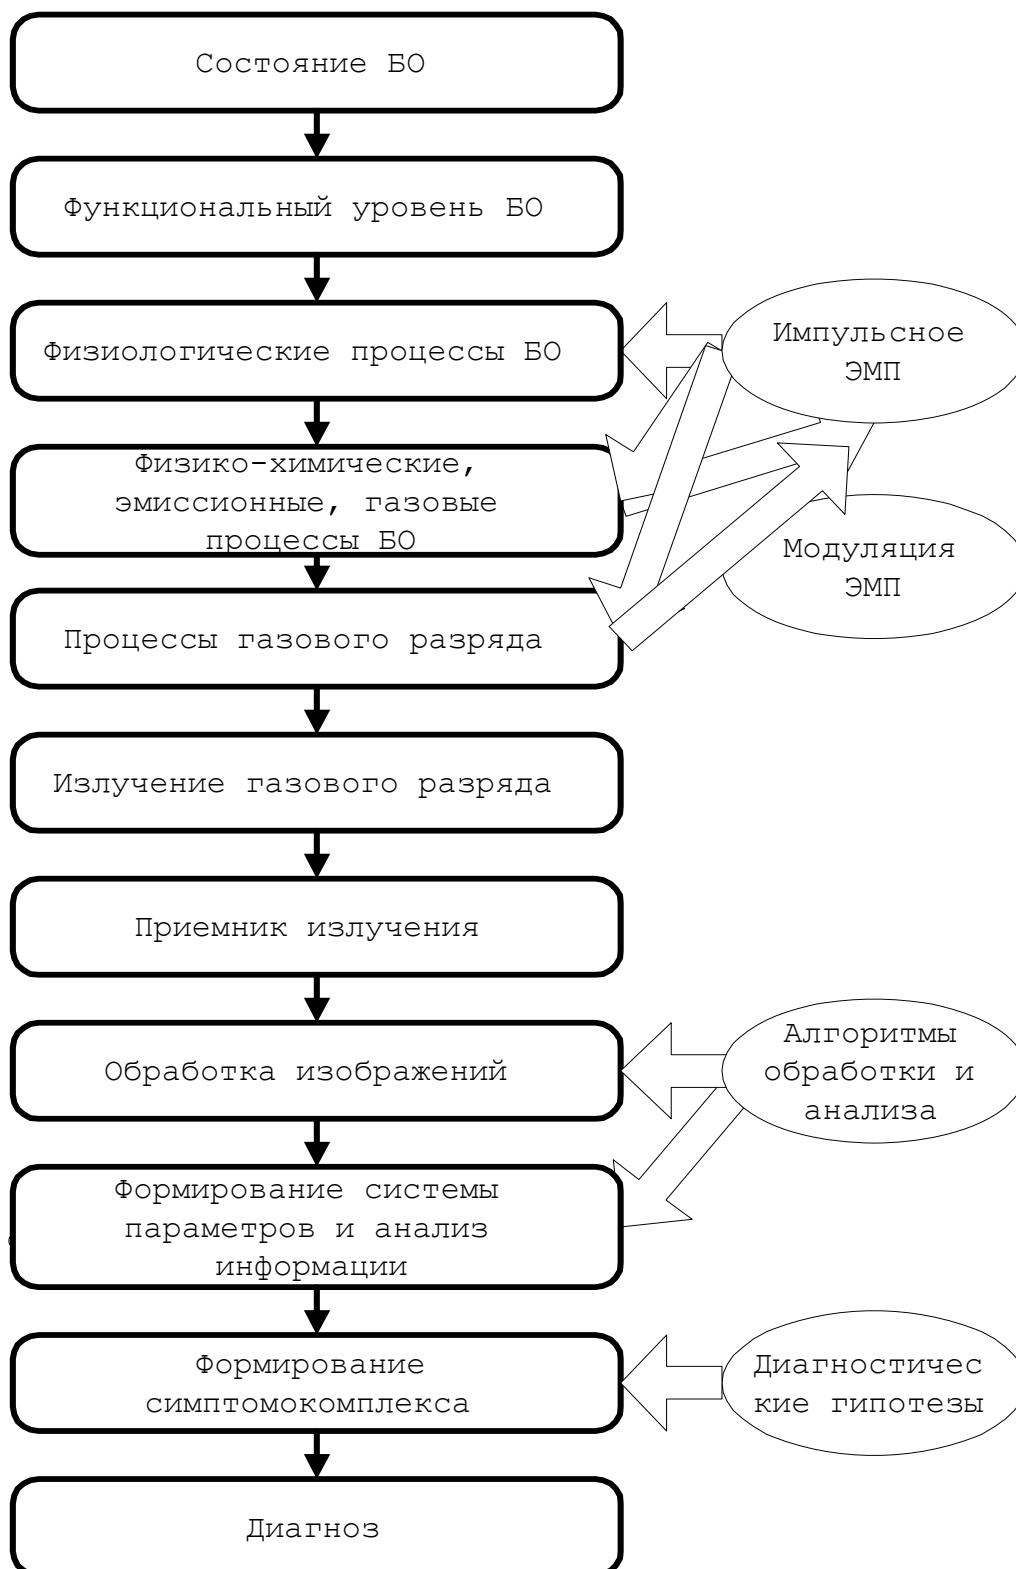 Состояние БО
Функциональный уровень БО
Физиологические процессы БО
Импульсное
ЭМП
Физико-химические,
эмиссионные, газовые
процессы БО
Модуляция
ЭМП
Процессы газового разряда
Излучение газового разряда
Приемник излучения
Обработка изображений
Алгоритмы
обработки и
анализа
Формирование системы
параметров и анализ
информации
Формирование
симптомокомплекса
Диагностичес
кие гипотезы
Диагноз